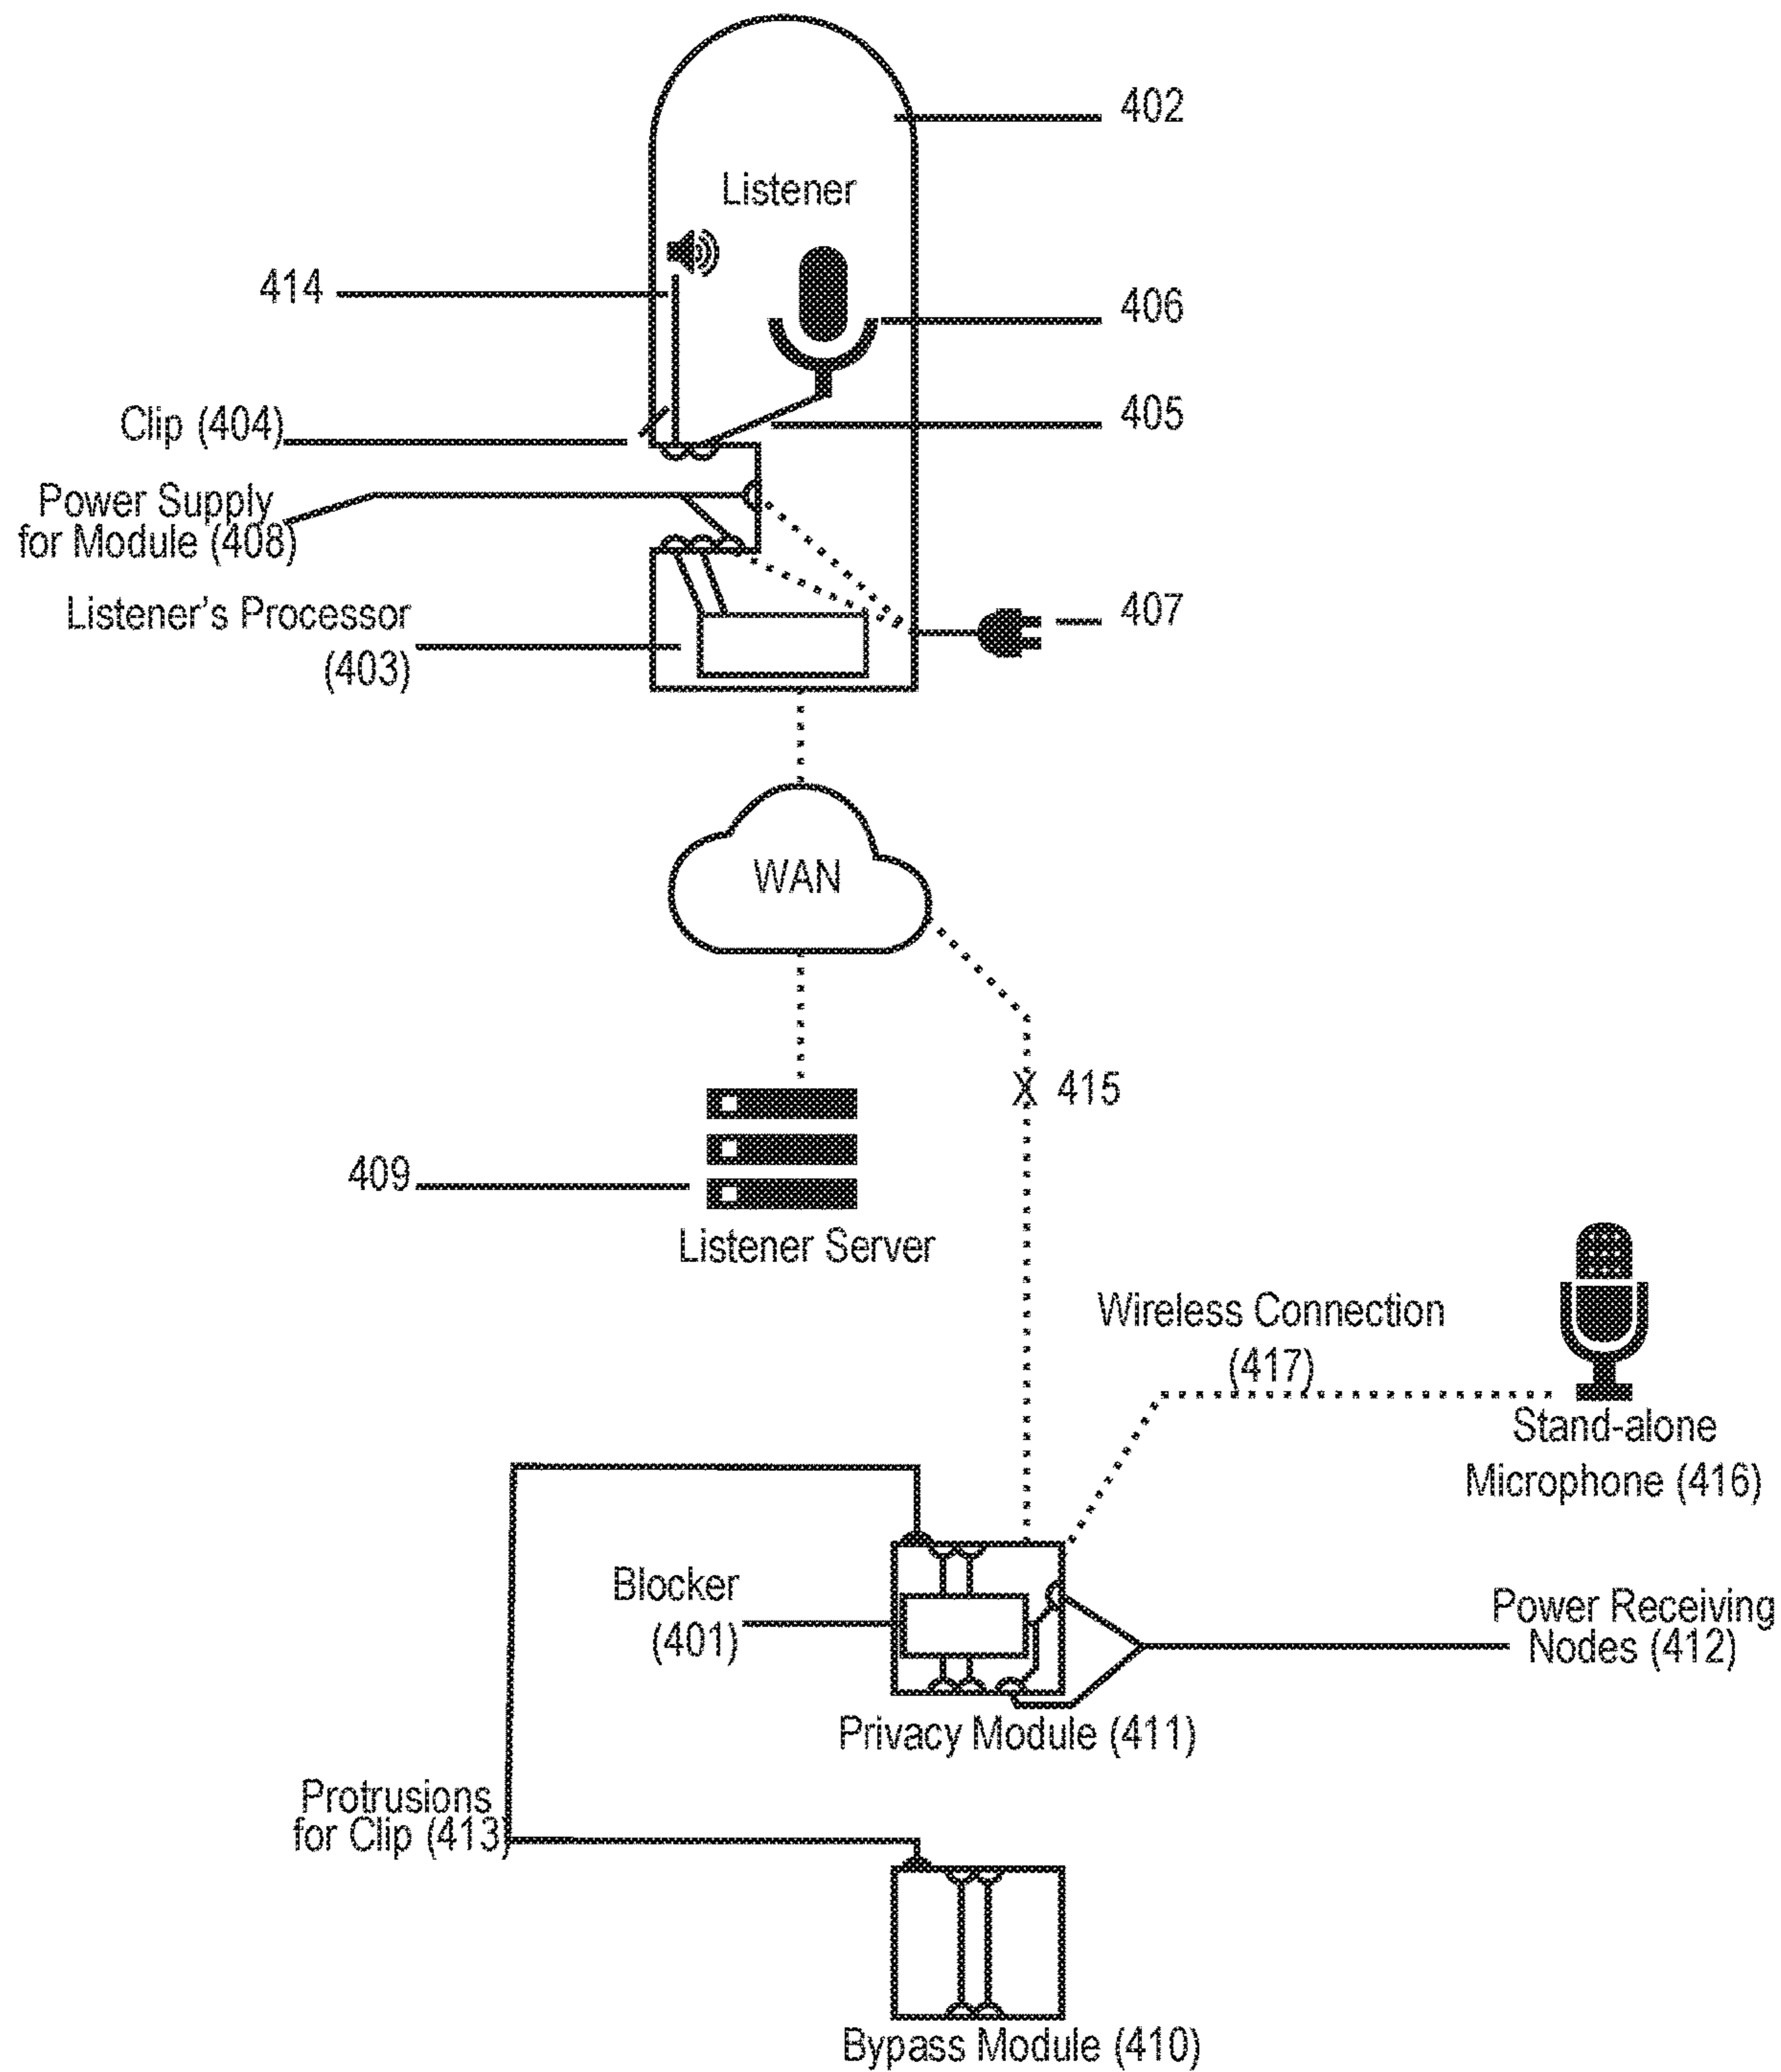 402
Listener
414
406
Clip (404)
405
Power Supply
for Module (408)
407
Listener's Processor
(403)
WAN
X 415
409
Listener Server
Wireless Connection
(417)
Stand-alone
Microphone (416)
Blocker
(401)
Power Receiving
Nodes (412)
Privacy Module (411)
Protrusions
for Clip (413)
Bypass Module (410)